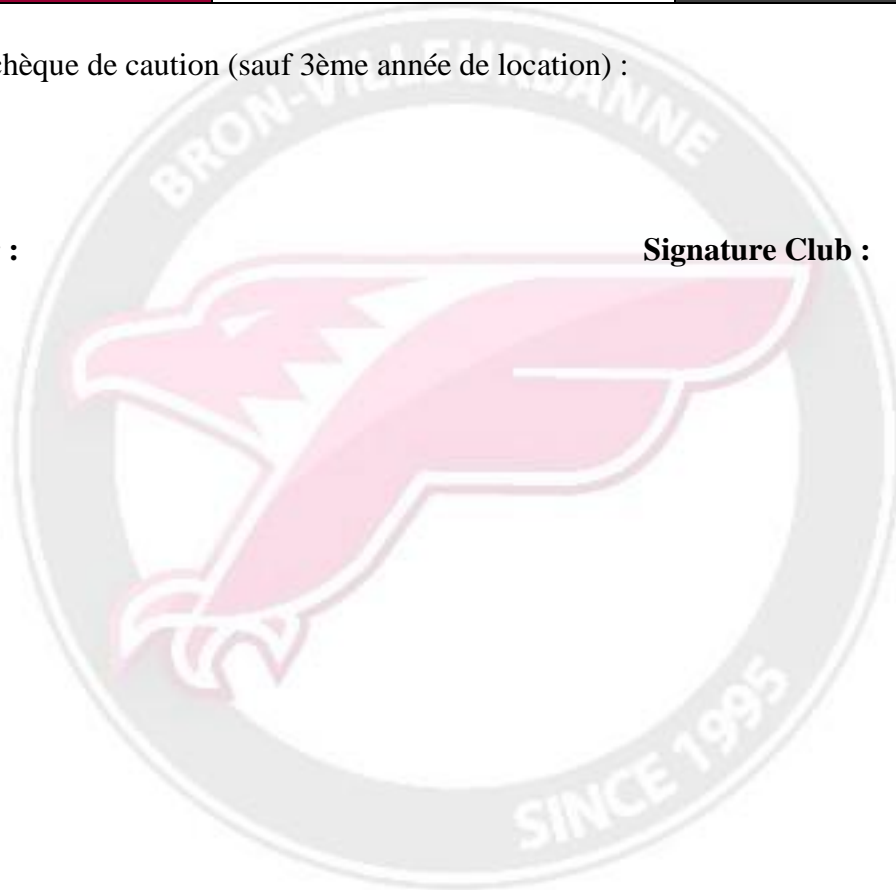 chèque de caution (sauf 3ème année de location) :
BRON-VILLEURBANNE
: Signature Club :
SINCE 1995